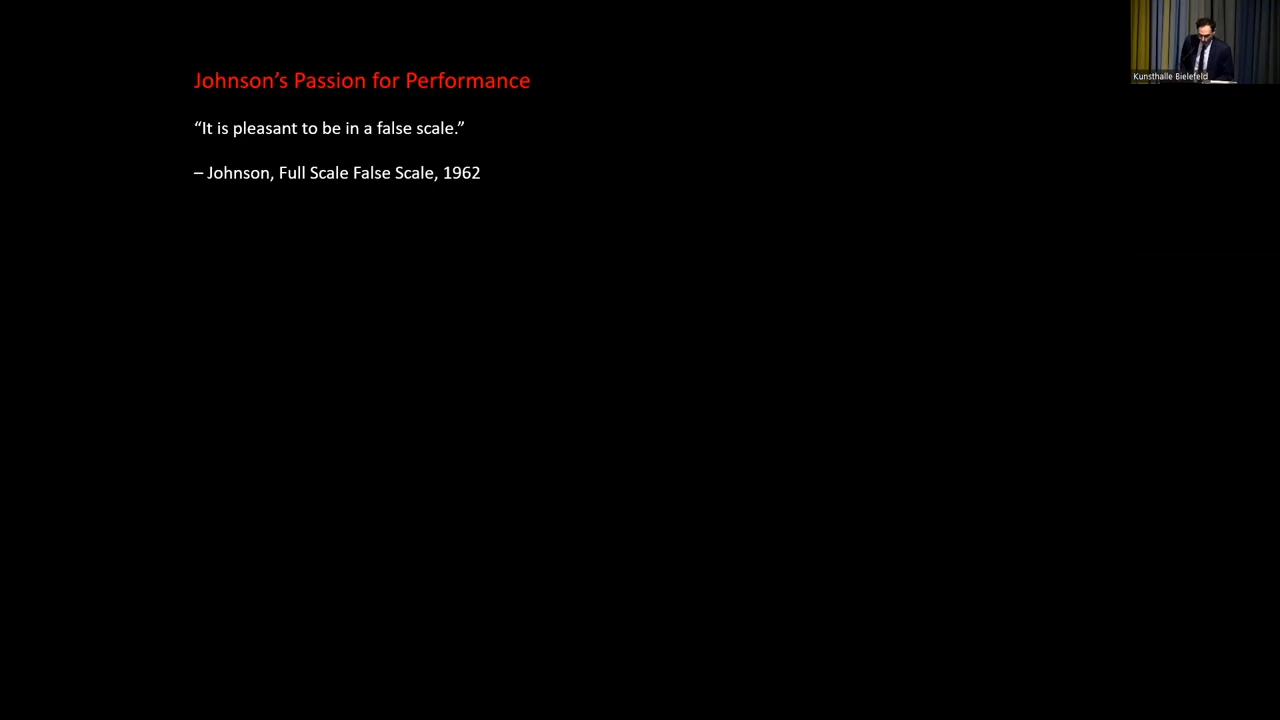 Johnson’s Passion for Performance
“It is pleasant to be in a false scale.”
– Johnson, Full Scale False Scale, 1962
Kunsthalle Bielefeld